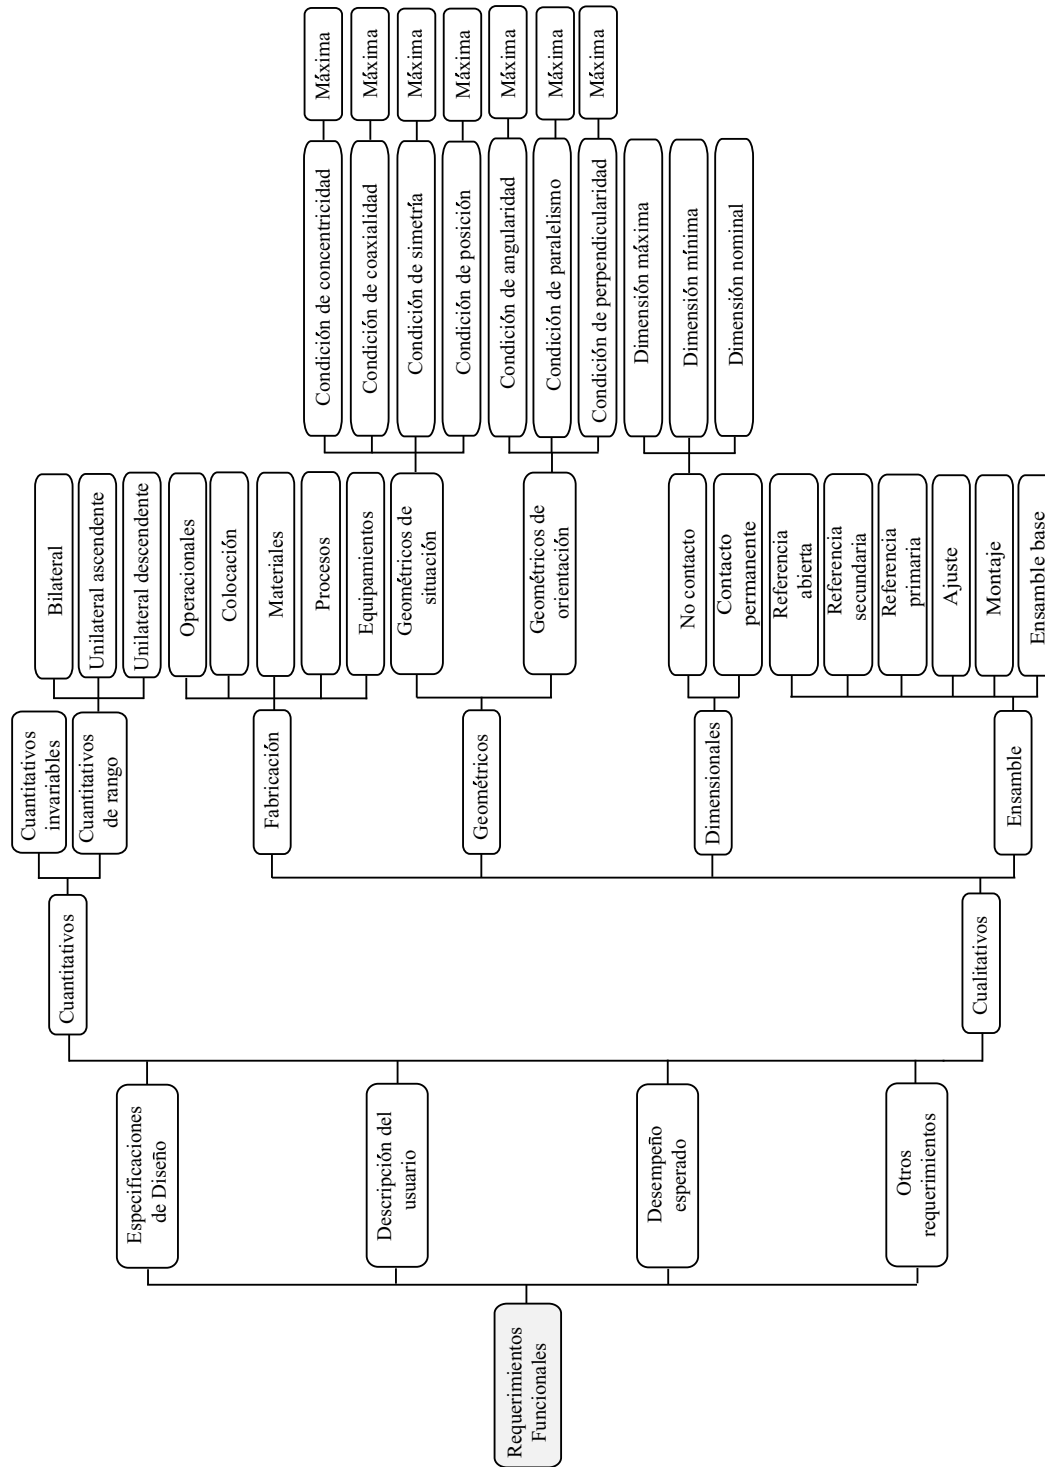 Requerimientos
Funcionales
Especificaciones
de Diseño
Descripción del
usuario
Desempeño
esperado
Otros
requerimientos
Cuantitativos
Cualitativos
Cuantitativos
invariables
Cuantitativos
de rango
Fabricación
Geométricos
Dimensionales
Ensamble
Bilateral
Unilateral ascendente
Unilateral descendente
Operacionales
Colocación
Materiales
Procesos
Equipamientos
Geométricos de
situación
Geométricos de
orientación
No contacto
Contacto
permanente
Referencia
abierta
Referencia
secundaria
Referencia
primaria
Ajuste
Montaje
Ensamble base
Condición de concentricidad
Condición de coaxialidad
Condición de simetría
Condición de posición
Condición de angularidad
Condición de paralelismo
Condición de perpendicularidad
Dimensión máxima
Dimensión mínima
Dimensión nominal
Máxima
Máxima
Máxima
Máxima
Máxima
Máxima
Máxima